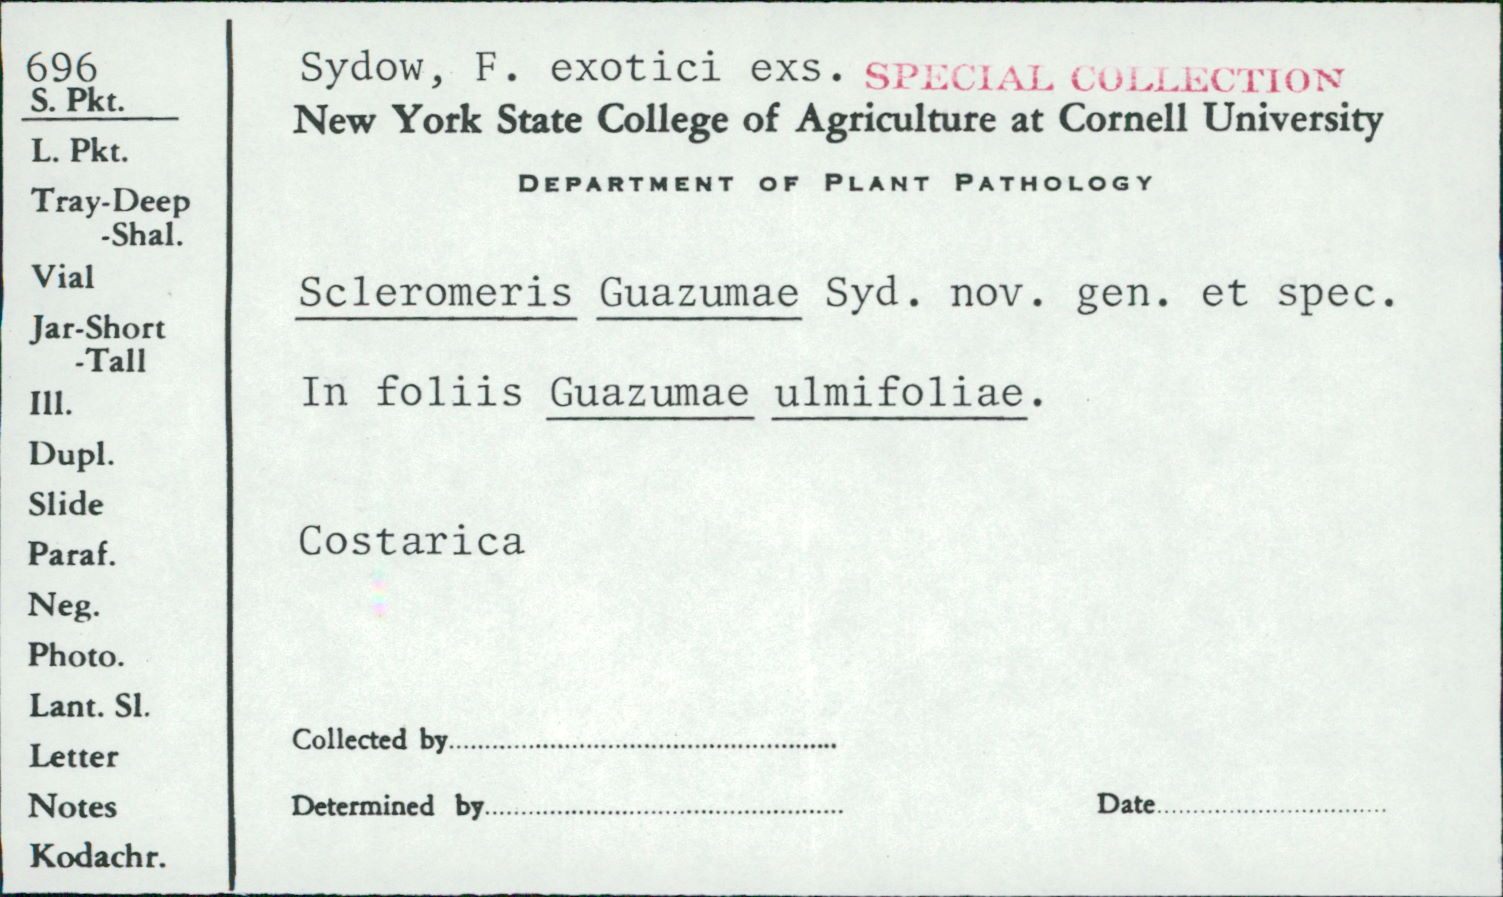 696
S. Pkt.
L. Pkt.
Tray-Deep
-Shal.
Vial
Jar-Short
-Tall
Ill.
Dupl.
Slide
Paraf.
Neg.
Photo.
Lant. Sl.
Letter
Notes
Kodachr.
Sydow, F. exotici exs. SPECIAL COLLECTION
New York State College of Agriculture at Cornell University
DEPARTMENT OF PLANT PATHOLOGY
Scleromeris Guazumae Syd. nov. gen. et spec.
In foliis Guazumae ulmifoliae.
Costarica
Collected by
Determined by Date